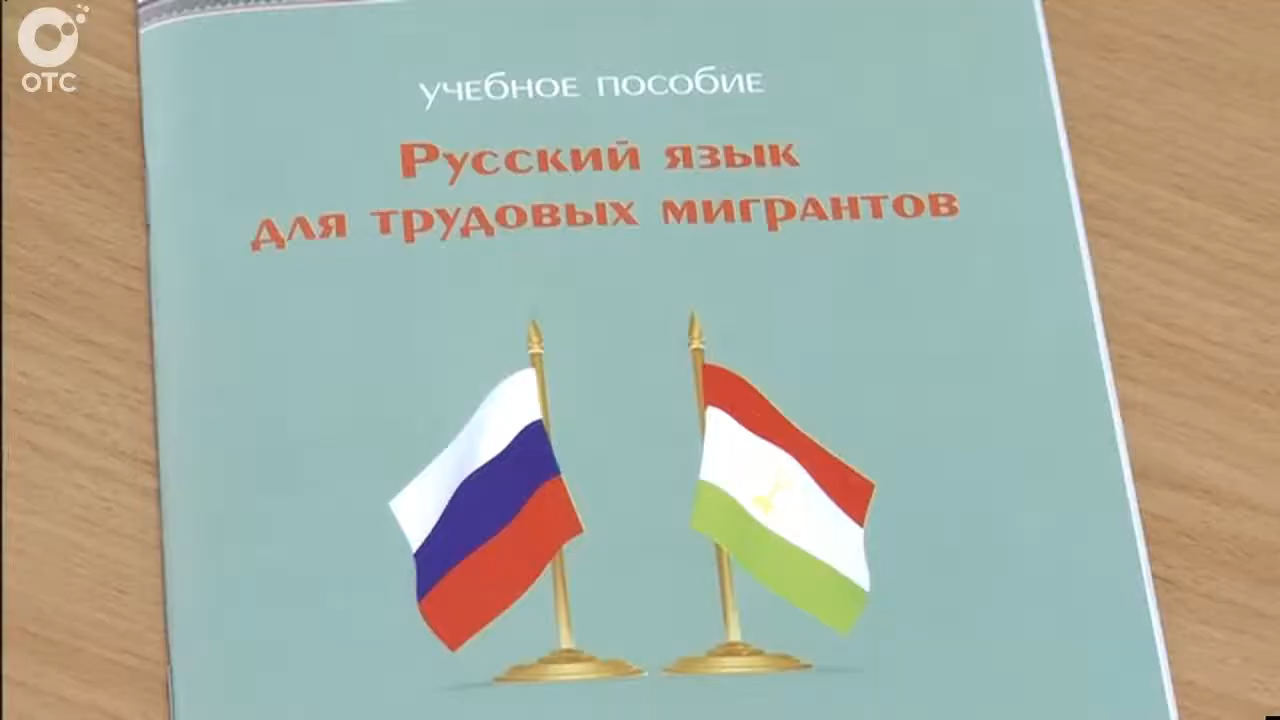 ОТС
учебное пособие
Русский язык
для трудовых мигрантов